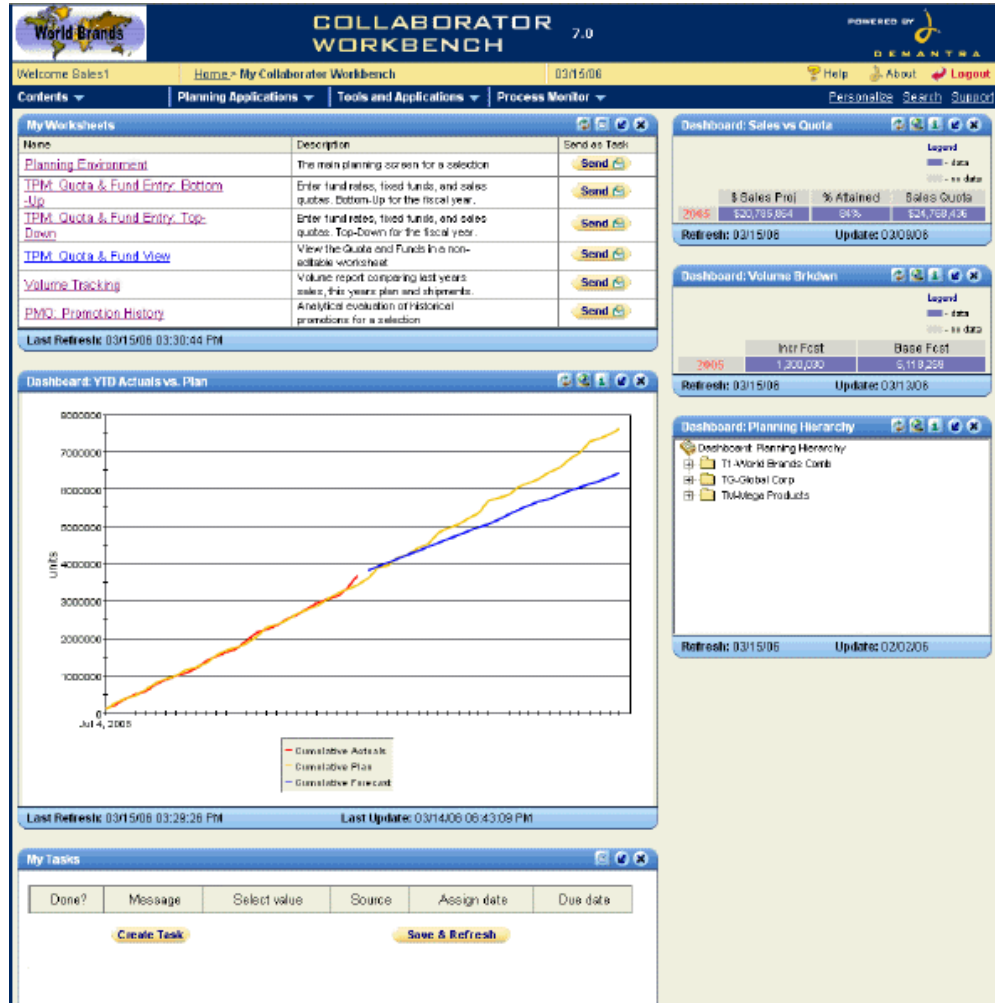 World Brands
COLLABORATOR
WORKBENCH
7.0
POWERED BY
DEMANTRA
Welcome Sales1
Home > My Collaborator Workbench
03/15/06
Help
About
Logout
Contents
Planning Applications
Tools and Applications
Process Monitor
Personalize
Search
Support
My Worksheets
Name Description Send as Task
Planning Environment The main planning screen for a selection Send
TPM: Quota & Fund Entry: Bottom
-Up
Enter fund rates, fixed funds, and sales
quotas. Bottom-Up for the fiscal year.
Send
TPM: Quota & Fund Entry: Top-
Down
Enter fund rates, fixed funds, and sales
quotas. Top-Down for the fiscal year.
Send
TPM: Quota & Fund View
View the Quota and Funds in a non-
editable worksheet
Send
Volume Tracking
Volume report comparing last years
sales, this years plan and shipments.
Send
PMO: Promotion History
Analytical evaluation of historical
promotions for a selection
Send
Last Refresh: 03/15/06 03:30:44 PM
Dashboard: YTD Actuals vs. Plan
8000000
7000000
6000000
5000000
4000000
3000000
2000000
1000000
0
units
Jul 4, 2005
Cumulative Actuals
Cumulative Plan
Cumulative Forecast
Last Refresh: 03/15/06 03:29:26 PM Last Update: 03/14/06 06:43:09 PM
My Tasks
Done? Message Select value Source Assign date Due date
Create Task Save & Refresh
Dashboard: Sales vs Quota
Legend
- data
- no data
$ Sales Proj % Attained Sales Quota
2005 84%
Refresh: 03/15/06 Update: 03/09/06
Dashboard: Volume Brkdwn
Legend
- data
- no data
Incr Fcst Base Fcst
2005
Refresh: 03/15/06 Update: 03/13/06
Dashboard: Planning Hierarchy
Dashboard: Planning Hierarchy
T1-World Brands Comb
TG-Global Corp
TM-Mega Products
Refresh: 03/15/06 Update: 02/02/06